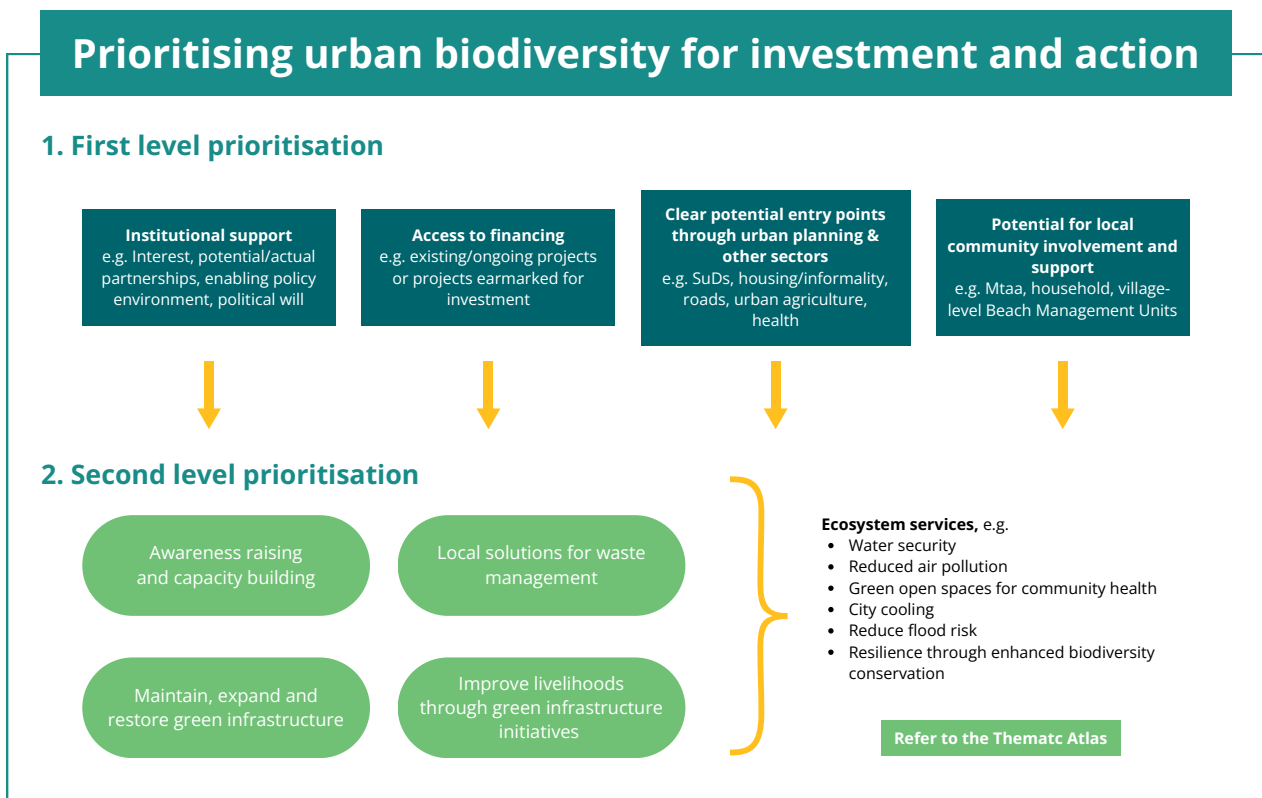 Prioritising urban biodiversity for investment and action
1. First level prioritisation
Institutional support
e.g. Interest, potential/actual
partnerships, enabling policy
environment, political will
Access to financing
e.g. existing/ongoing projects
or projects earmarked for
investment
Clear potential entry points
through urban planning &
other sectors
e.g. SuDs, housing/informality,
roads, urban agriculture,
health
Potential for local
community involvement and
support
e.g. Mtaa, household, village-
level Beach Management Units
2. Second level prioritisation
Awareness raising
and capacity building
Local solutions for waste
management
Maintain, expand and
restore green infrastructure
Improve livelihoods
through green infrastructure
initiatives
Ecosystem services, e.g.
• Water security
• Reduced air pollution
• Green open spaces for community health
• City cooling
• Reduce flood risk
• Resilience through enhanced biodiversity
conservation
Refer to the Thematc Atlas